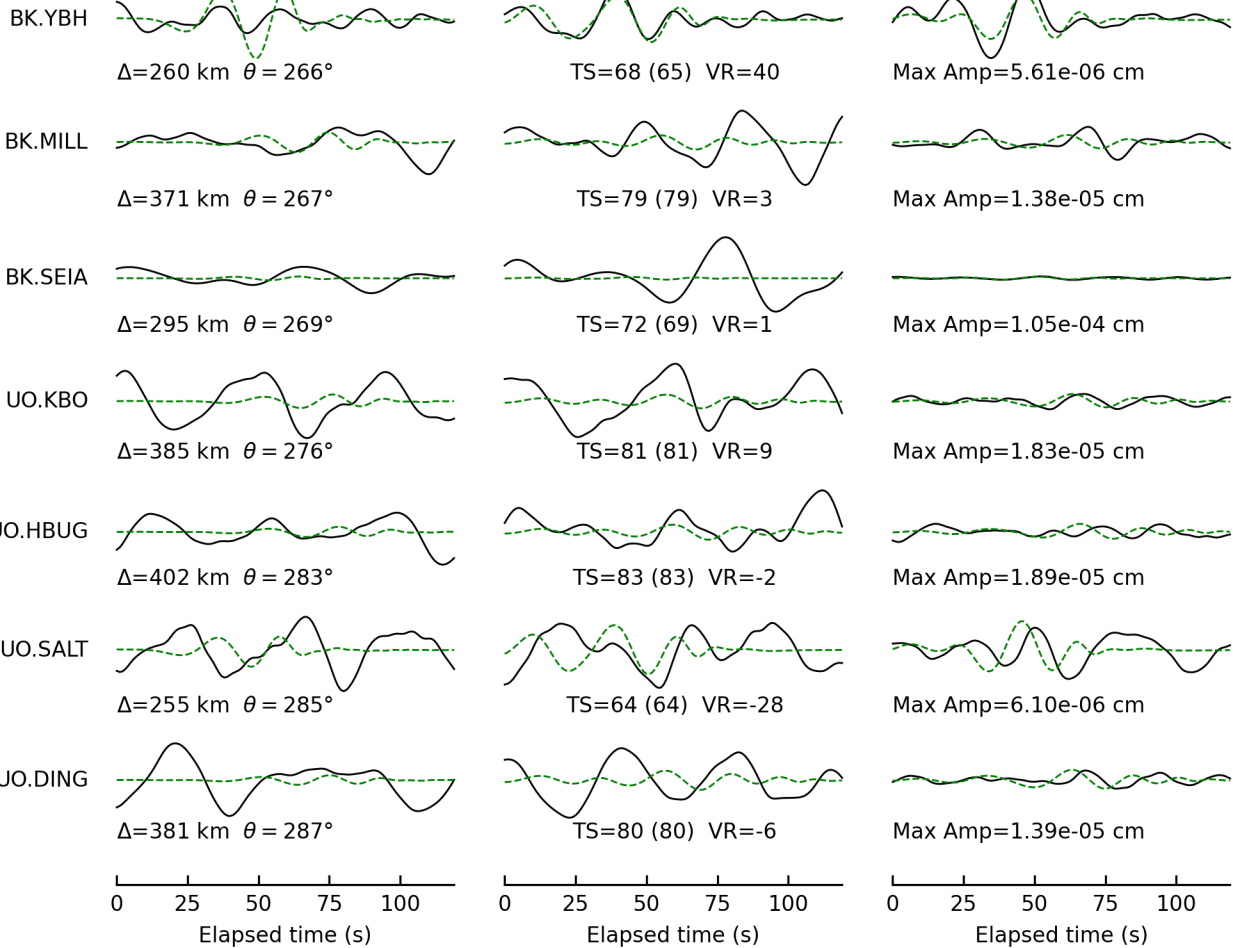 BK.YBH
Δ=260 km θ = 266° TS=68 (65) VR=40 Max Amp=5.61e-06 cm
BK.MILL
Δ=371 km θ = 267° TS=79 (79) VR=3 Max Amp=1.38e-05 cm
BK.SEIA
Δ=295 km θ = 269° TS=72 (69) VR=1 Max Amp=1.05e-04 cm
UO.KBO
Δ=385 km θ = 276° TS=81 (81) VR=9 Max Amp=1.83e-05 cm
UO.HBUG
Δ=402 km θ = 283° TS=83 (83) VR=-2 Max Amp=1.89e-05 cm
UO.SALT
Δ=255 km θ = 285° TS=64 (64) VR=-28 Max Amp=6.10e-06 cm
UO.DING
Δ=381 km θ = 287° TS=80 (80) VR=-6 Max Amp=1.39e-05 cm
0 25 50 75 100 0 25 50 75 100 0 25 50 75 100
Elapsed time (s) Elapsed time (s) Elapsed time (s)